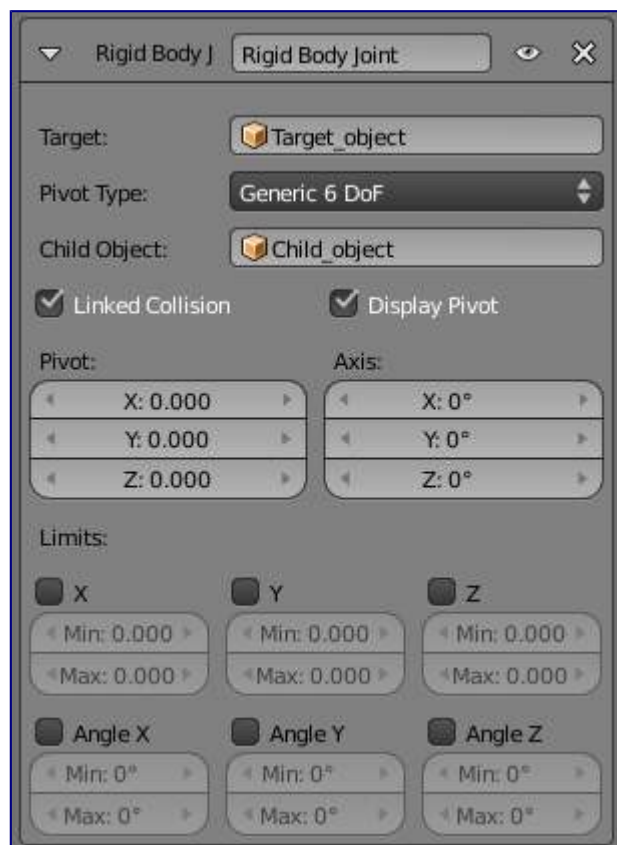 Rigid Body J Rigid Body Joint
Target: Target_object
Pivot Type: Generic 6 DoF
Child Object: Child_object
Linked Collision Display Pivot
Pivot: Axis:
X: 0.000 X: 0°
Y: 0.000 Y: 0°
Z: 0.000 Z: 0°
Limits:
X Y Z
Min: 0.000 Min: 0.000 Min: 0.000
Max: 0.000 Max: 0.000 Max: 0.000
Angle X Angle Y Angle Z
Min: 0° Min: 0° Min: 0°
Max: 0° Max: 0° Max: 0°